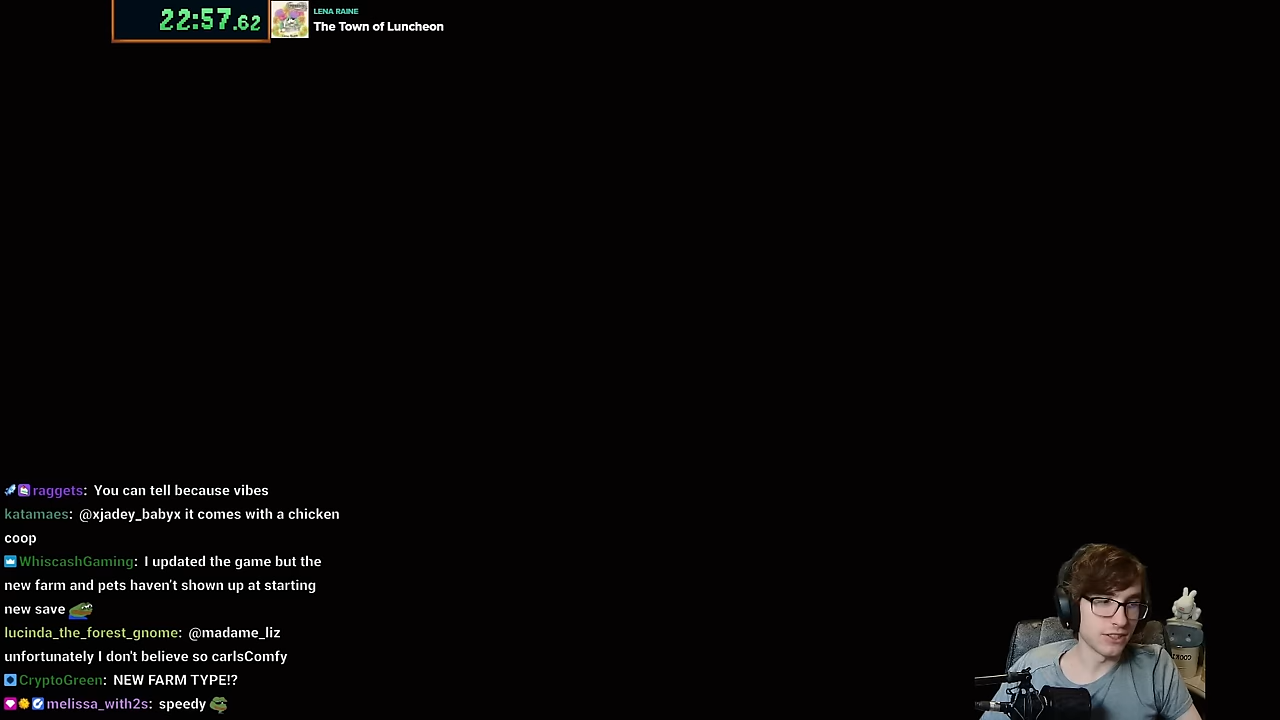 22:57.62
LENA RAINE
The Town of Luncheon
raggets: You can tell because vibes
katamaes: @xjadey_babyx it comes with a chicken
coop
WhiscashGaming: I updated the game but the
new farm and pets haven't shown up at starting
new save
lucinda_the_forest_gnome: @madame_liz
unfortunately I don't believe so carlsComfy
CryptoGreen: NEW FARM TYPE!?
melissa_with2s: speedy